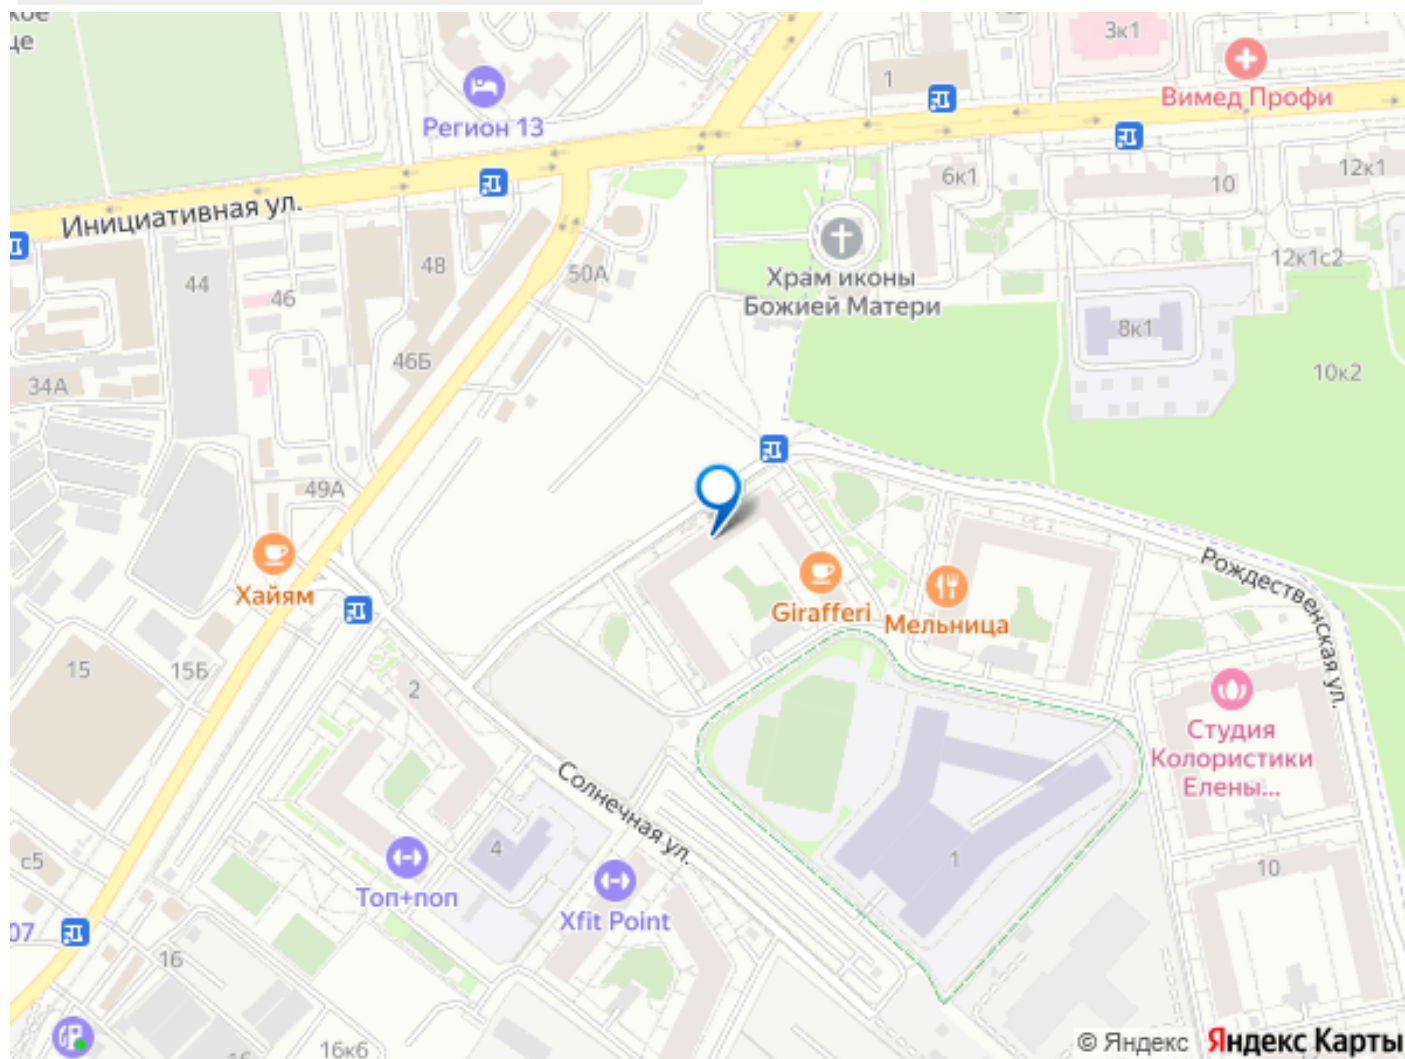 3к1
1
Вимед Профи
Регион 13
6к1
10
12к1
Инициативная ул.
Храм иконы
Божией Матери
12к1с2
44
46
48
50А
8к1
46Б
10к2
34А
49А
Хайям
Girafferi
Мельница
Рождественская ул.
15
15Б
2
Студия
Колористики
Елены...
Солнечная ул.
4
1
с5
Топ+поп
Xfit Point
10
07
16
16к6
© Яндекс Яндекс Карты